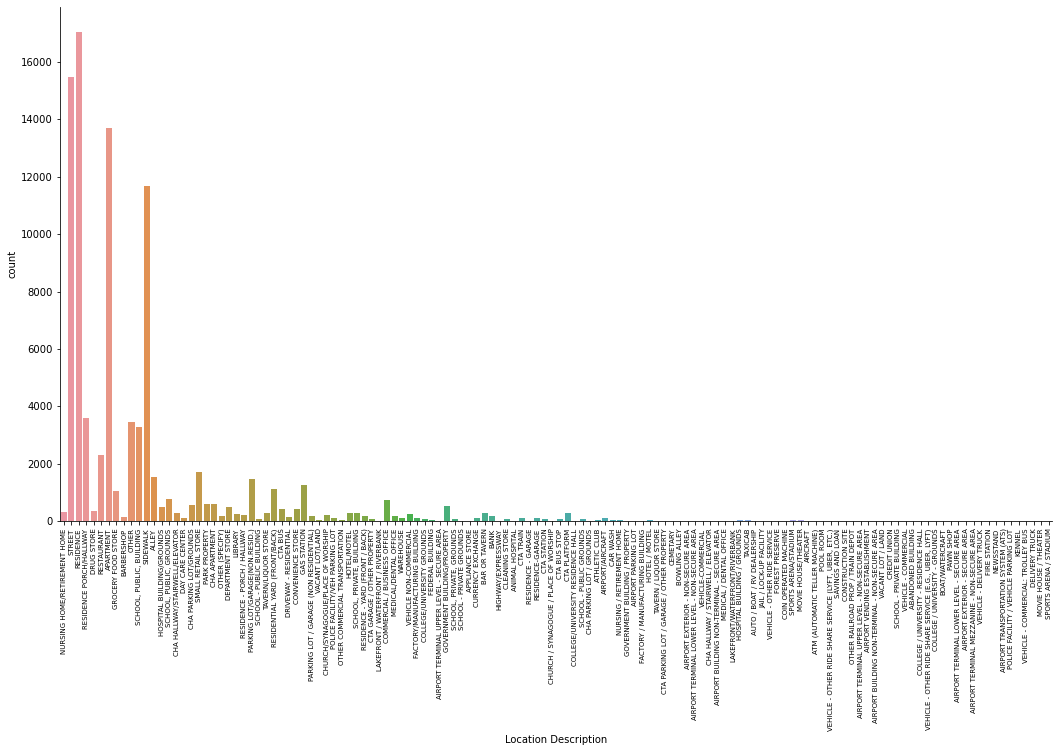 16000
14000
12000
10000
8000
6000
4000
2000
0
count
NURSING HOME/RETIREMENT HOME
STREET
RESIDENCE
RESIDENCE PORCH/HALLWAY
DRUG STORE
RESTAURANT
APARTMENT
GROCERY FOOD STORE
BARBERSHOP
OTHER
SCHOOL, PUBLIC, BUILDING
SIDEWALK
ALLEY
HOSPITAL BUILDING/GROUNDS
SCHOOL, PUBLIC, GROUNDS
CHA HALLWAY/STAIRWELL/ELEVATOR
DAY CARE CENTER
CHA PARKING LOT/GROUNDS
SMALL RETAIL STORE
PARK PROPERTY
CHA APARTMENT
OTHER (SPECIFY)
DEPARTMENT STORE
LIBRARY
RESIDENCE - PORCH / HALLWAY
PARKING LOT/GARAGE(NON.RESID.)
SCHOOL - PUBLIC BUILDING
TAVERN/LIQUOR STORE
RESIDENTIAL YARD (FRONT/BACK)
CTA BUS
DRIVEWAY - RESIDENTIAL
CONVENIENCE STORE
GAS STATION
PARKING LOT / GARAGE (NON RESIDENTIAL)
VACANT LOT/LAND
CHURCH/SYNAGOGUE/PLACE OF WORSHIP
POLICE FACILITY/VEH PARKING LOT
OTHER COMMERCIAL TRANSPORTATION
HOTEL/MOTEL
SCHOOL, PRIVATE, BUILDING
RESIDENCE - YARD (FRONT / BACK)
CTA GARAGE / OTHER PROPERTY
LAKEFRONT / WATERFRONT / RIVERBANK
COMMERCIAL / BUSINESS OFFICE
MEDICAL/DENTAL OFFICE
WAREHOUSE
VEHICLE NON-COMMERCIAL
FACTORY/MANUFACTURING BUILDING
COLLEGE/UNIVERSITY GROUNDS
FEDERAL BUILDING
AIRPORT TERMINAL UPPER LEVEL - SECURE AREA
GOVERNMENT BUILDING/PROPERTY
SCHOOL, PRIVATE, GROUNDS
SCHOOL - PRIVATE GROUNDS
APPLIANCE STORE
CURRENCY EXCHANGE
BAR OR TAVERN
BANK
HIGHWAY/EXPRESSWAY
CLEANING STORE
ANIMAL HOSPITAL
CTA TRAIN
RESIDENCE - GARAGE
RESIDENCE-GARAGE
CTA STATION
CHURCH / SYNAGOGUE / PLACE OF WORSHIP
CTA BUS STOP
CTA PLATFORM
COLLEGE/UNIVERSITY RESIDENCE HALL
SCHOOL - PUBLIC GROUNDS
CHA PARKING LOT / GROUNDS
ATHLETIC CLUB
AIRPORT/AIRCRAFT
CAR WASH
NURSING / RETIREMENT HOME
GOVERNMENT BUILDING / PROPERTY
AIRPORT PARKING LOT
FACTORY / MANUFACTURING BUILDING
HOTEL / MOTEL
TAVERN / LIQUOR STORE
CTA PARKING LOT / GARAGE / OTHER PROPERTY
BRIDGE
BOWLING ALLEY
AIRPORT EXTERIOR - NON-SECURE AREA
AIRPORT TERMINAL LOWER LEVEL - NON-SECURE AREA
VEHICLE-COMMERCIAL
CHA HALLWAY / STAIRWELL / ELEVATOR
AIRPORT BUILDING NON-TERMINAL - SECURE AREA
MEDICAL / DENTAL OFFICE
LAKEFRONT/WATERFRONT/RIVERBANK
HOSPITAL BUILDING / GROUNDS
TAXICAB
AUTO / BOAT / RV DEALERSHIP
JAIL / LOCK-UP FACILITY
VEHICLE - OTHER RIDE SERVICE
FOREST PRESERVE
COIN OPERATED MACHINE
SPORTS ARENA/STADIUM
MOVIE HOUSE/THEATER
AIRCRAFT
ATM (AUTOMATIC TELLER MACHINE)
POOL ROOM
VEHICLE - OTHER RIDE SHARE SERVICE (LYFT, UBER, ETC.)
SAVINGS AND LOAN
CONSTRUCTION SITE
OTHER RAILROAD PROP / TRAIN DEPOT
AIRPORT TERMINAL UPPER LEVEL - NON-SECURE AREA
AIRPORT VENDING ESTABLISHMENT
AIRPORT BUILDING NON-TERMINAL - NON-SECURE AREA
VACANT LOT / LAND
CREDIT UNION
SCHOOL - PRIVATE BUILDING
VEHICLE - COMMERCIAL
ABANDONED BUILDING
COLLEGE / UNIVERSITY - RESIDENCE HALL
VEHICLE - OTHER RIDE SHARE SERVICE (E.G., UBER, LYFT)
COLLEGE / UNIVERSITY - GROUNDS
BOAT/WATERCRAFT
PAWN SHOP
AIRPORT TERMINAL LOWER LEVEL - SECURE AREA
AIRPORT EXTERIOR - SECURE AREA
AIRPORT TERMINAL MEZZANINE - NON-SECURE AREA
VEHICLE - DELIVERY TRUCK
FIRE STATION
NEWSSTAND
AIRPORT TRANSPORTATION SYSTEM (ATS)
POLICE FACILITY / VEHICLE PARKING LOT
KENNEL
VEHICLE - COMMERCIAL: TROLLEY BUS
DELIVERY TRUCK
MOVIE HOUSE / THEATER
SPORTS ARENA / STADIUM
Location Description